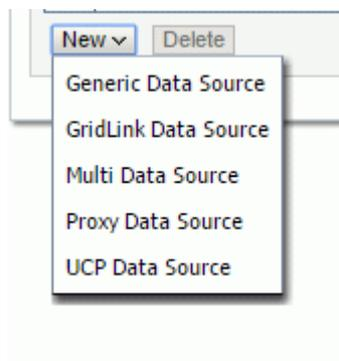 New Delete
Generic Data Source
GridLink Data Source
Multi Data Source
Proxy Data Source
UCP Data Source